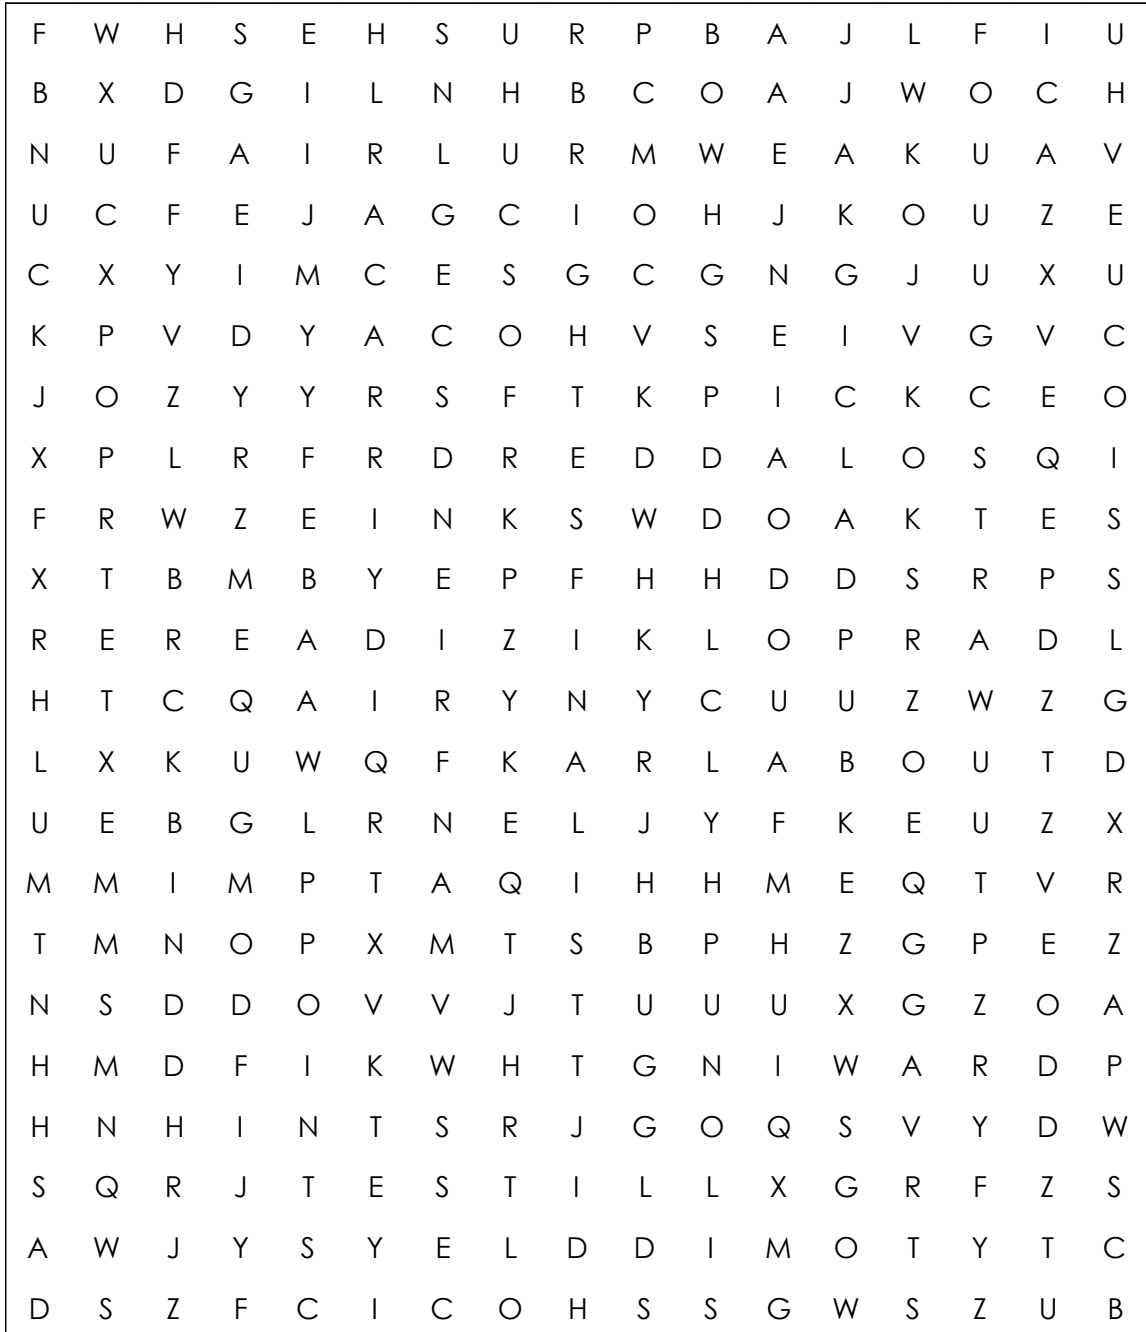 F W H S E H S U R P B A J L F I U
B X D G I L N H B C O A J W O C H
N U F A I R L U R M W E A K U A V
U C F E J A G C I O H J K O U Z E
C X Y I M C E S G C G N G J U X U
K P V D Y A C O H V S E I V G V C
J O Z Y Y R S F T K P I C K C E O
X P L R F R D R E D D A L O S Q I
F R W Z E I N K S W D O A K T E S
X T B M B Y E P F H H D D S R P S
R E R E A D I Z I K L O P R A D L
H T C Q A I R Y N Y C U U Z W Z G
L X K U W Q F K A R L A B O U T D
U E B G L R N E L J Y F K E U Z X
M M I M P T A Q I H H M E Q T V R
T M N O P X M T S B P H Z G P E Z
N S D D O V V J T U U U X G Z O A
H M D F I K W H T G N I W A R D P
H N H I N T S R J G O Q S V Y D W
S Q R J T E S T I L L X G R F Z S
A W J Y S Y E L D D I M O T Y T C
D S Z F C I C O H S S G W S Z U B